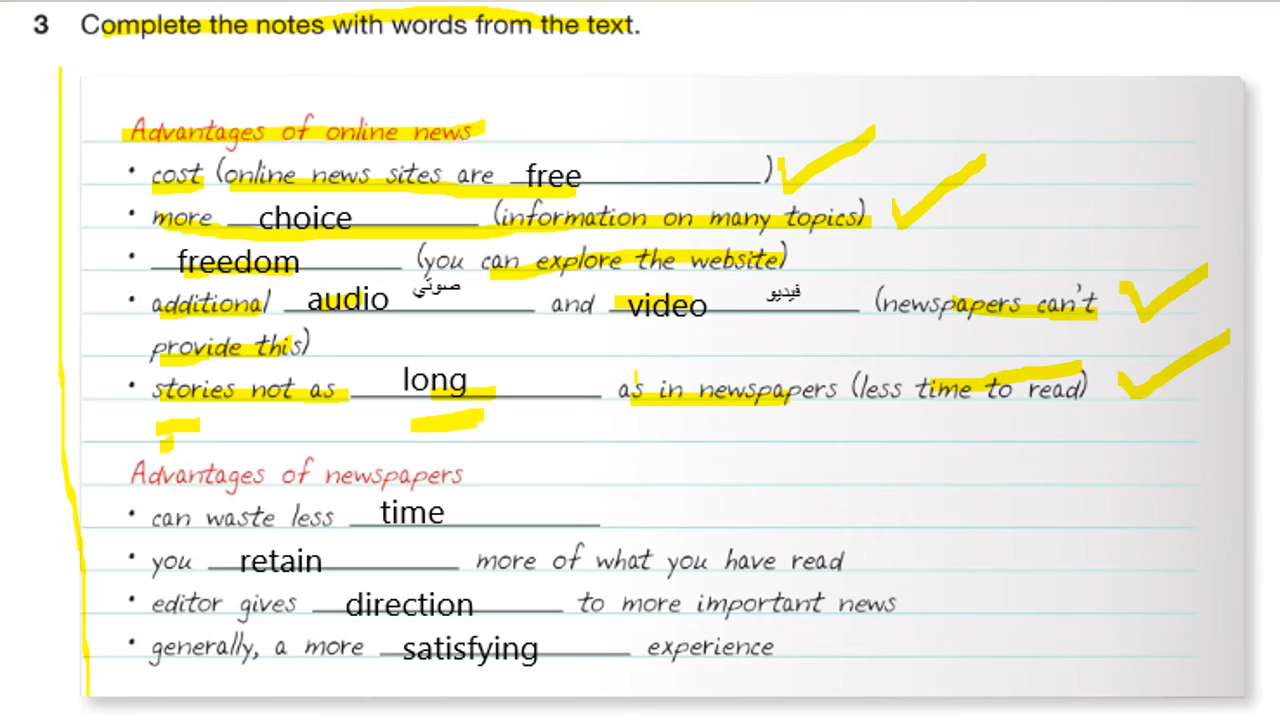 3 Complete the notes with words from the text.
Advantages of online news
• cost (online news sites are free )
• more choice (information on many topics)
• freedom (you can explore the website)
• additional audio صوتي and video فيديو (newspapers can't
provide this)
• stories not as long as in newspapers (less time to read)
Advantages of newspapers
• can waste less time
• you retain more of what you have read
• editor gives direction to more important news
• generally, a more satisfying experience